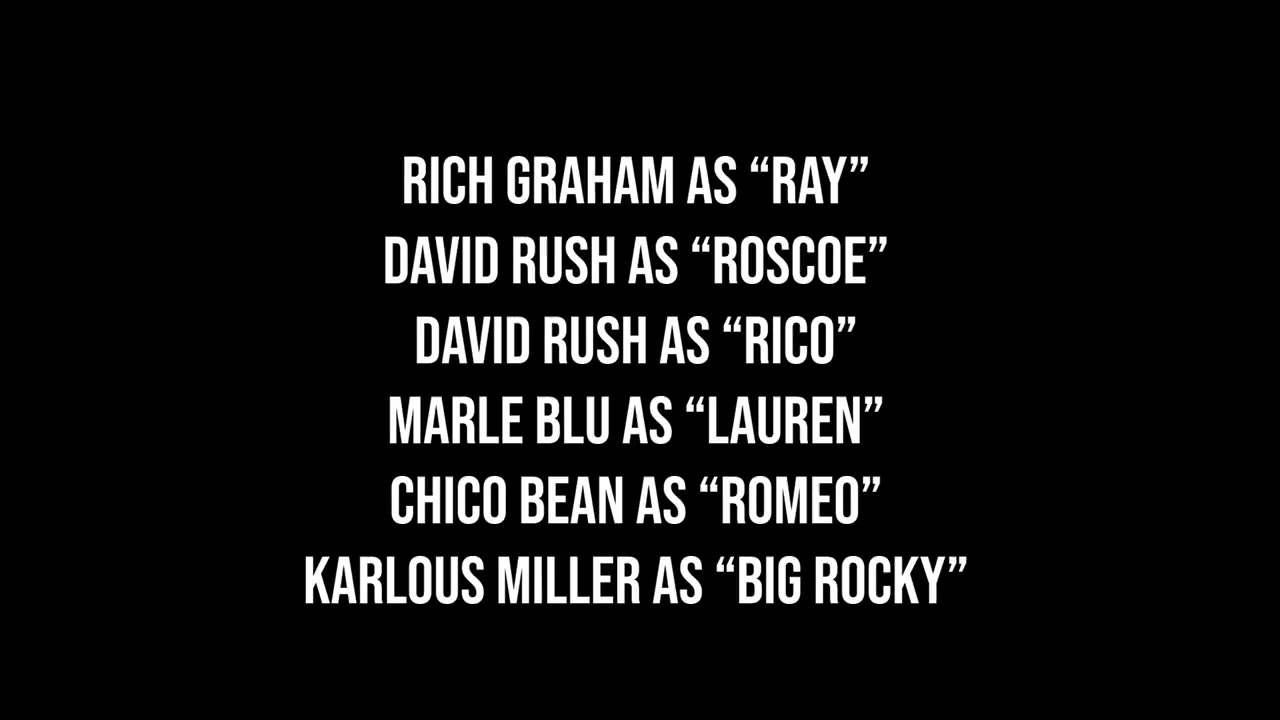 RICH GRAHAM AS “RAY”
DAVID RUSH AS “ROSCOE”
DAVID RUSH AS “RICO”
MARLE BLU AS “LAUREN”
CHICO BEAN AS “ROMEO”
KARLOUS MILLER AS “BIG ROCKY”